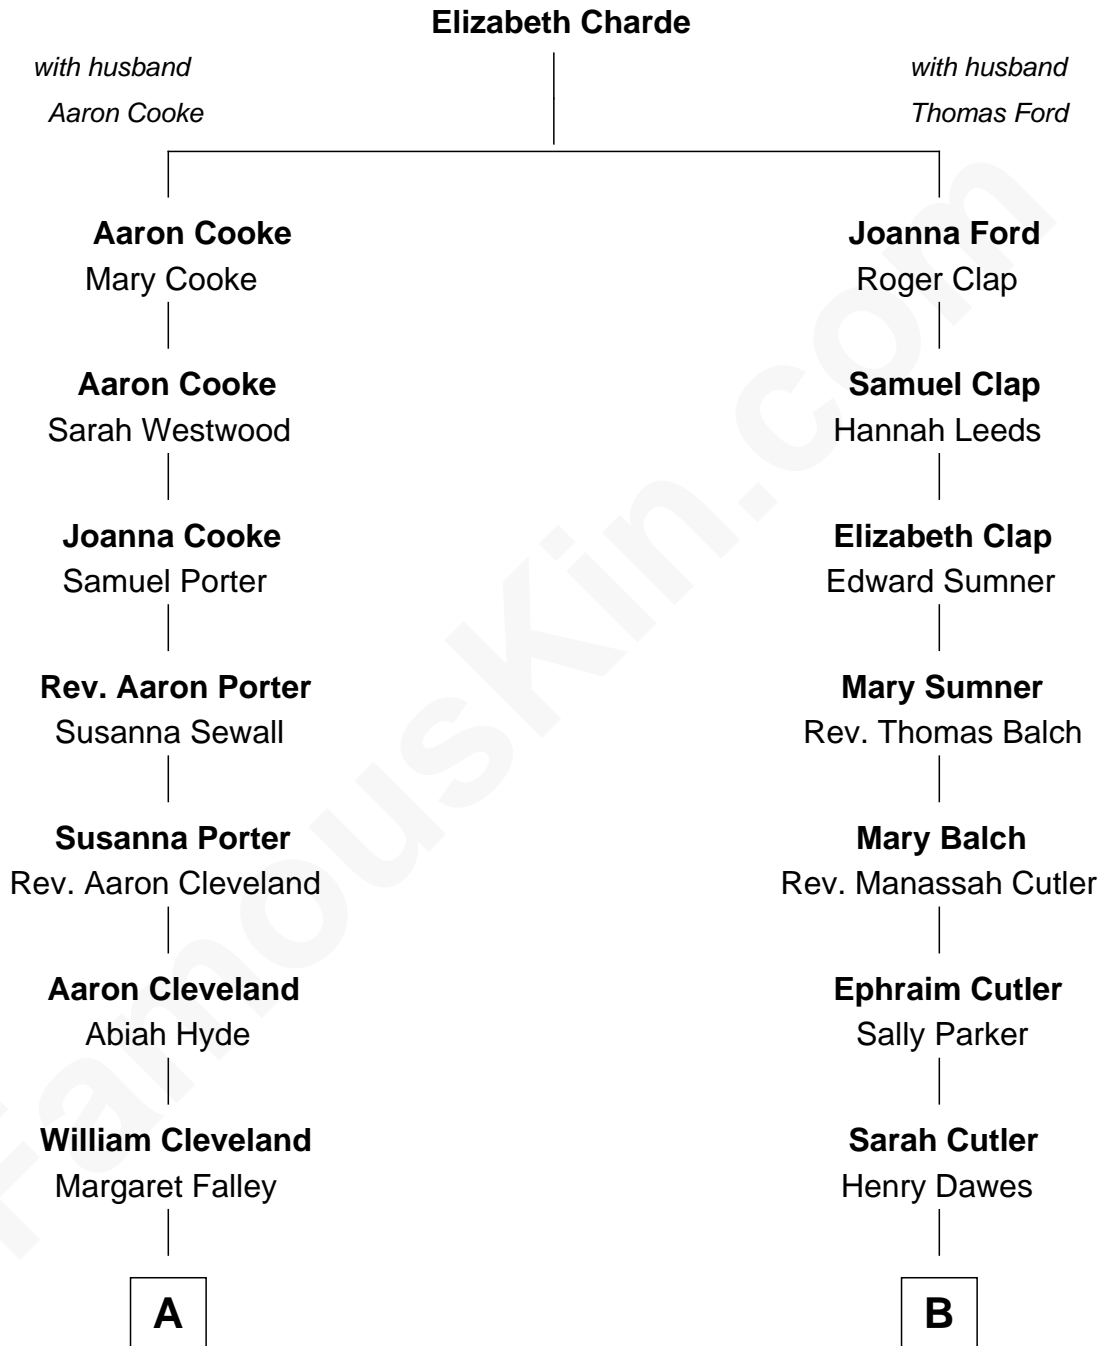 Elizabeth Charde
with husband
Aaron Cooke
with husband
Thomas Ford
Aaron Cooke
Mary Cooke
Joanna Ford
Roger Clap
Aaron Cooke
Sarah Westwood
Samuel Clap
Hannah Leeds
Joanna Cooke
Samuel Porter
Elizabeth Clap
Edward Sumner
Rev. Aaron Porter
Susanna Sewall
Mary Sumner
Rev. Thomas Balch
Susanna Porter
Rev. Aaron Cleveland
Mary Balch
Rev. Manassah Cutler
Aaron Cleveland
Abiah Hyde
Ephraim Cutler
Sally Parker
William Cleveland
Margaret Falley
Sarah Cutler
Henry Dawes
A
B
FamousKin.com